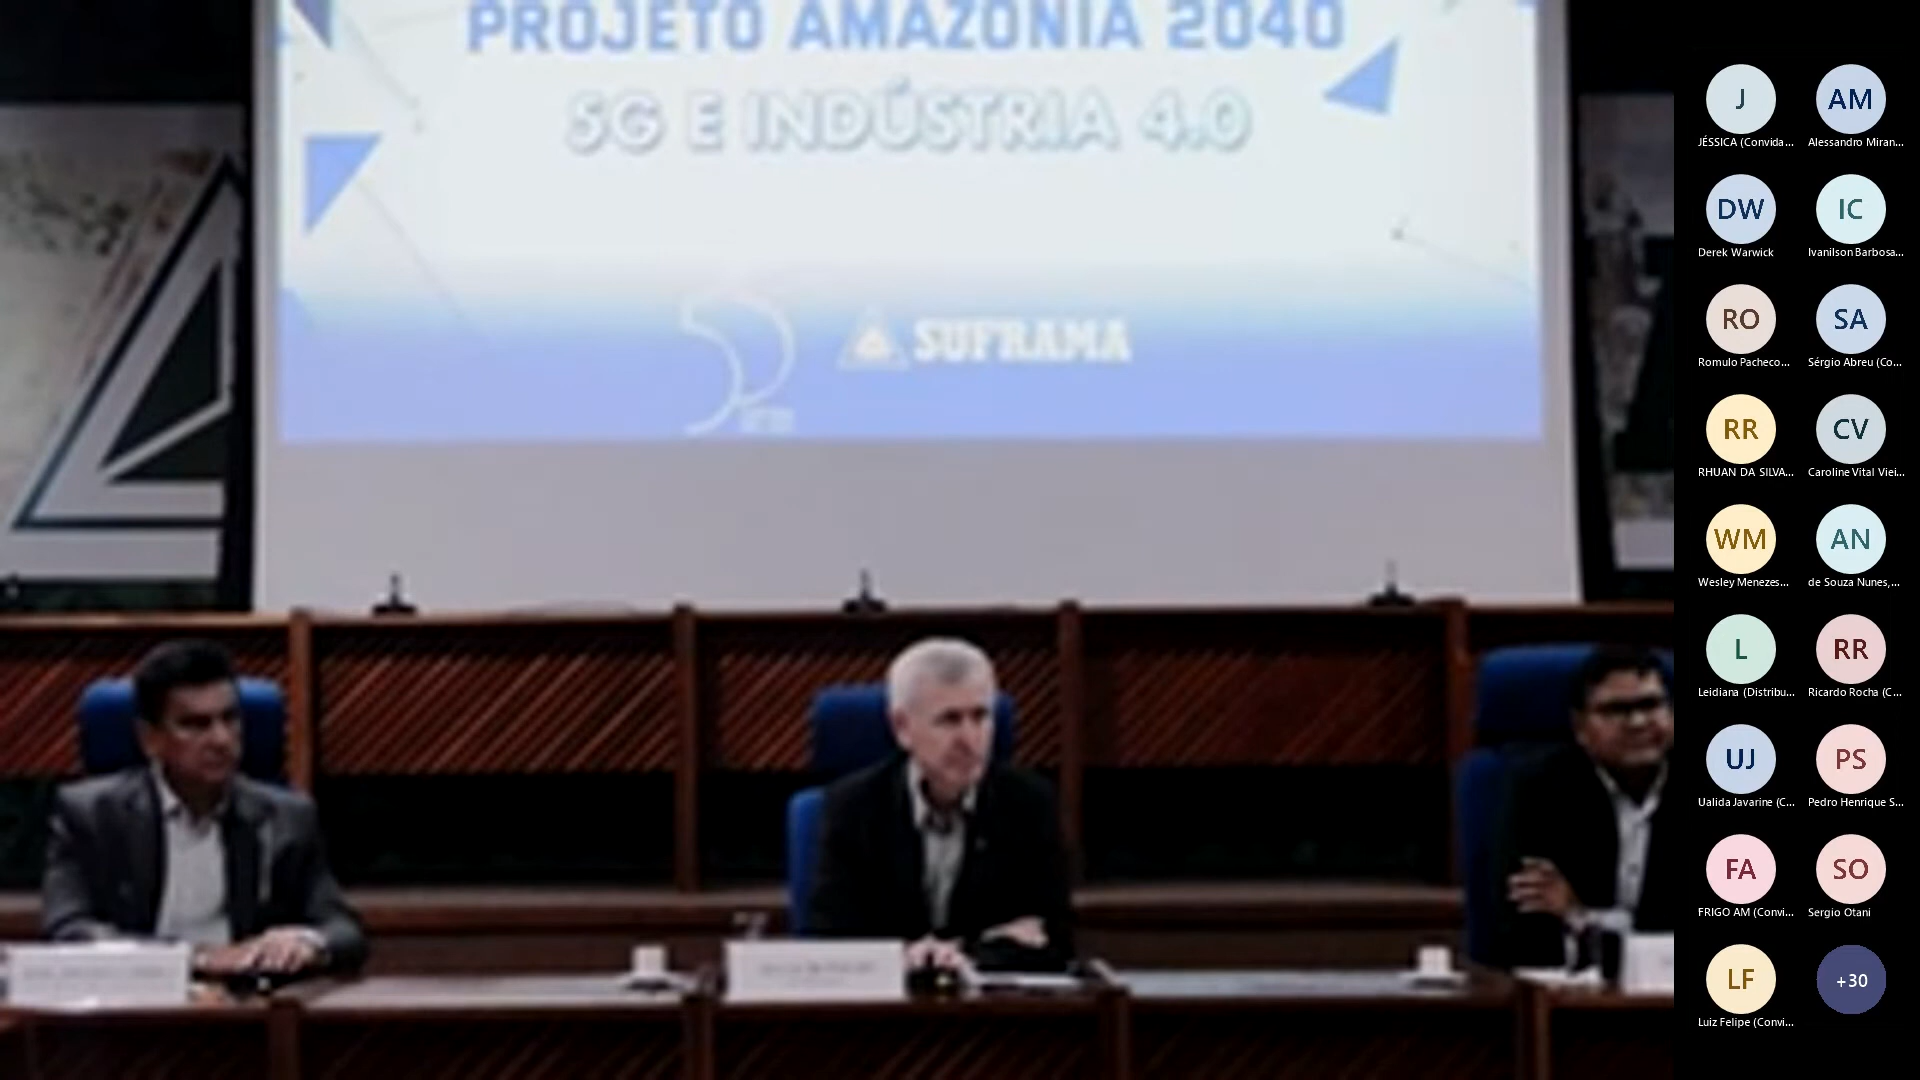 PROJETO AMAZÔNIA 2040
5G E INDÚSTRIA 4.0
SUFRAMA
J
JÉSSICA (Convida...
AM
Alessandro Miran...
DW
Derek Warwick
IC
Ivanilson Barbosa...
RO
Romulo Pacheco...
SA
Sérgio Abreu (Co...
RR
RHUAN DA SILVA...
CV
Caroline Vital Viei...
WM
Wesley Menezes...
AN
de Souza Nunes,...
L
Leidiana (Distribu...
RR
Ricardo Rocha (C...
UJ
Ualida Javarine (C...
PS
Pedro Henrique S...
FA
FRIGO AM (Convi...
SO
Sergio Otani
LF
Luiz Felipe (Convi...
+30